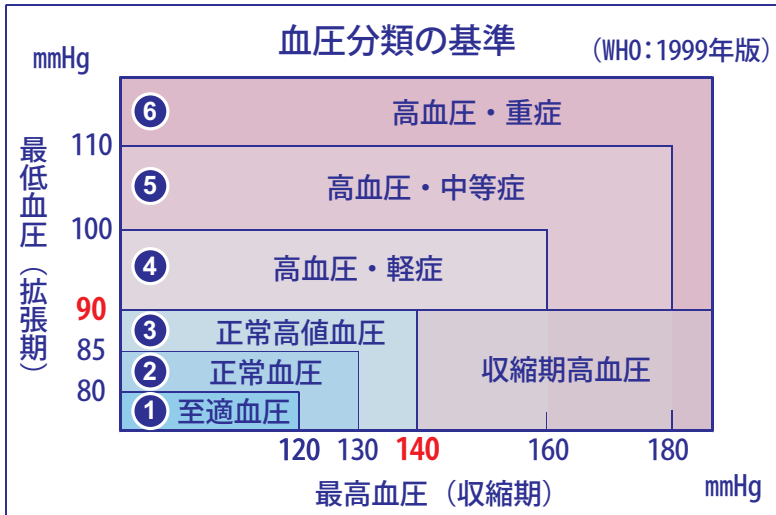 血圧分類の基準
(WHO:1999年版)
mmHg
6 高血圧・重症
110
5 高血圧・中等症
100
4 高血圧・軽症
90
3 正常高値血圧
85
2 正常血圧
80
1 至適血圧
収縮期高血圧
最低血圧(拡張期)
120 130 140 160 180
mmHg
最高血圧(収縮期)